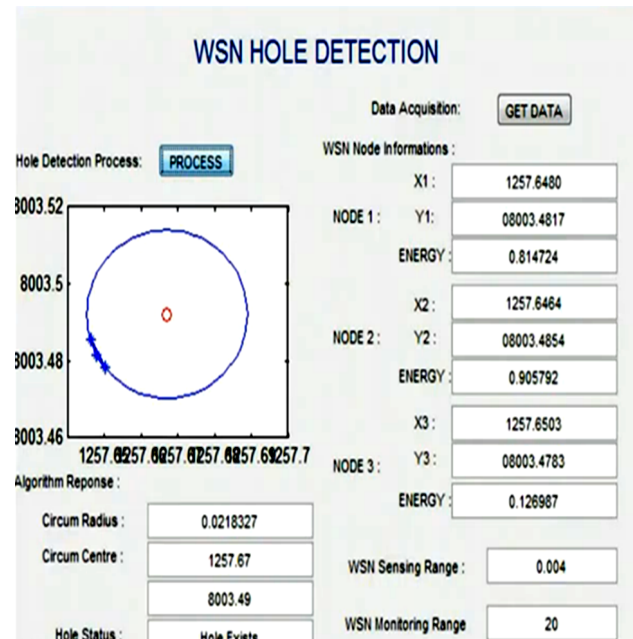 WSN HOLE DETECTION
Data Acquisition: GET DATA
Hole Detection Process: PROCESS
WSN Node Informations :
X1 : 1257.6480
NODE 1 : Y1: 08003.4817
ENERGY : 0.814724
X2 : 1257.6464
NODE 2 : Y2 : 08003.4854
ENERGY : 0.905792
X3 : 1257.6503
NODE 3 : Y3 : 08003.4783
ENERGY : 0.126987
8003.52
8003.5
8003.48
8003.46
1257.7
Algorithm Reponse :
Circum Radius : 0.0218327
Circum Centre : 1257.67
8003.49
Hole Status : Hole Exists
WSN Sensing Range : 0.004
WSN Monitoring Range 20